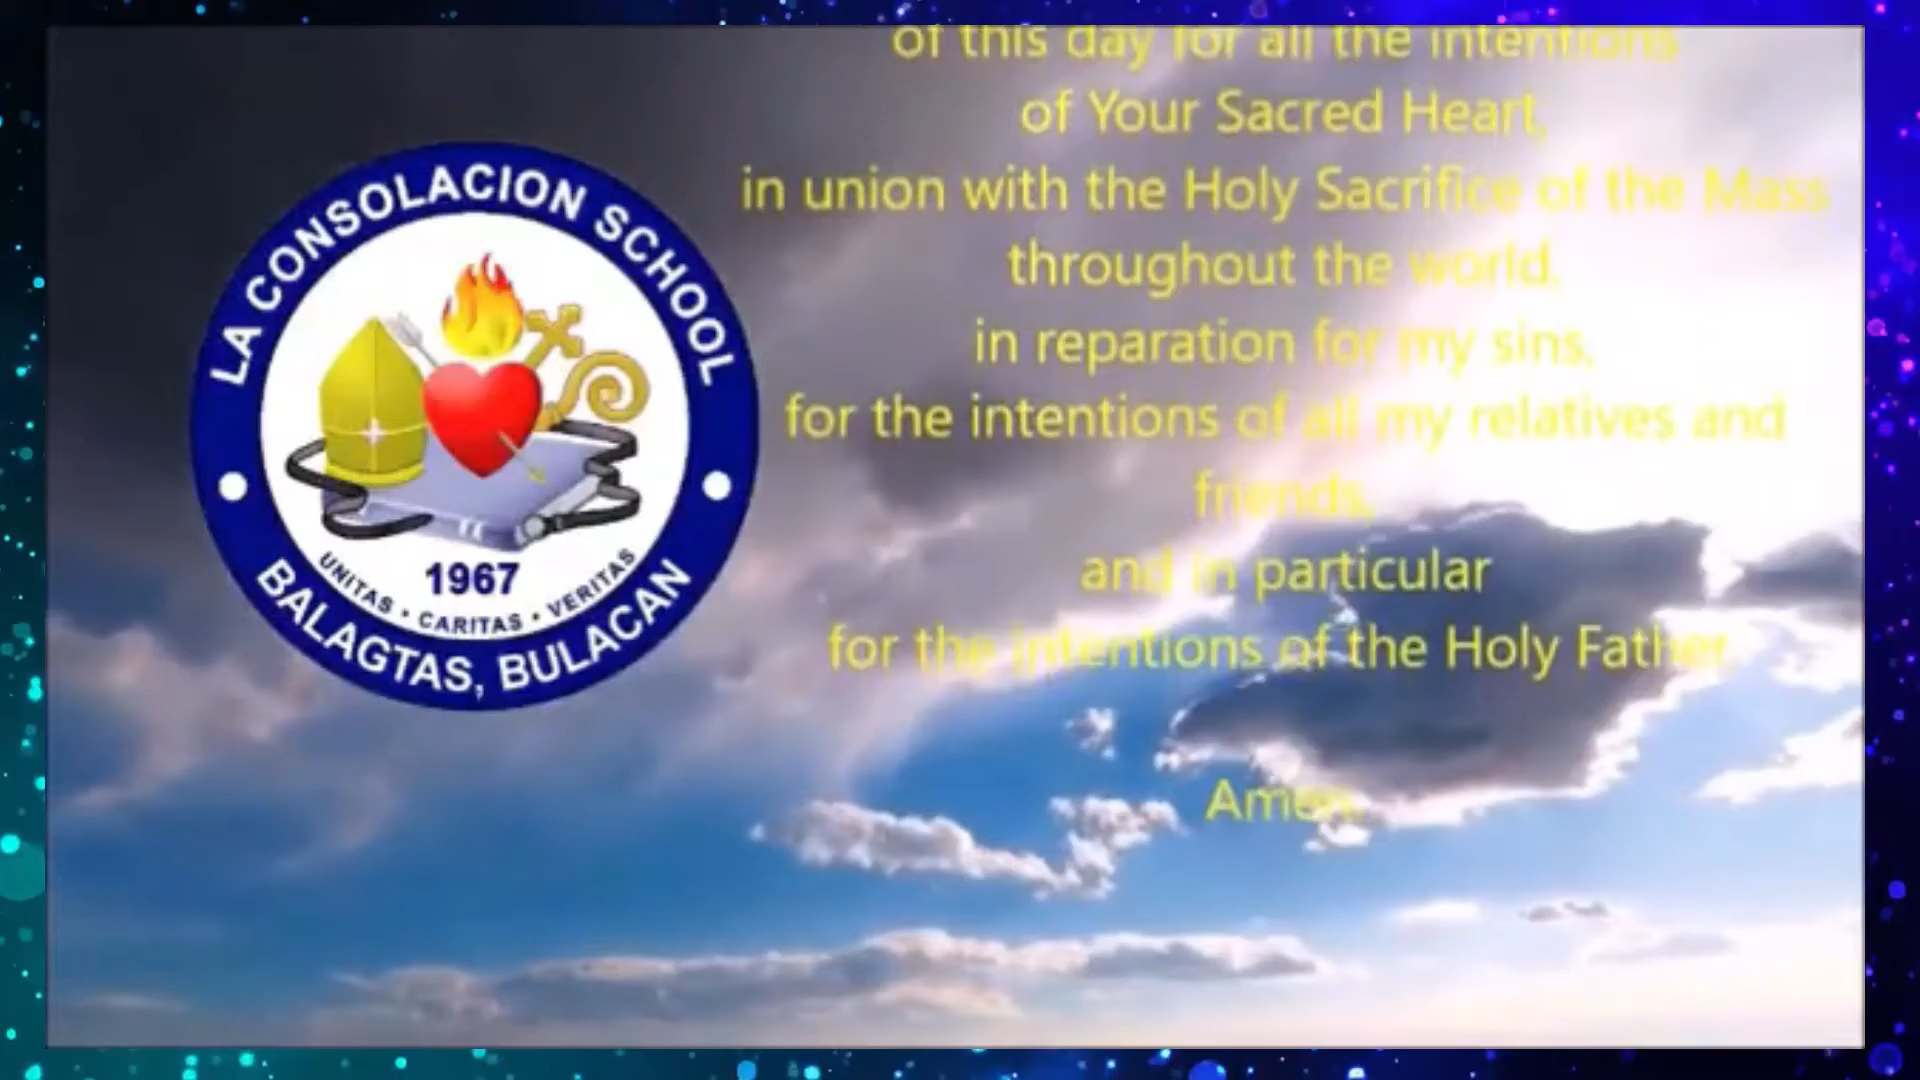 LA CONSOLACION SCHOOL
1967
UNITAS • CARITAS • VERITAS
BALAGTAS, BULACAN
of this day for all the intentions
of Your Sacred Heart,
in union with the Holy Sacrifice of the Mass
throughout the world,
in reparation for my sins,
for the intentions of all my relatives and
friends,
and in particular
for the intentions of the Holy Father
Amen.